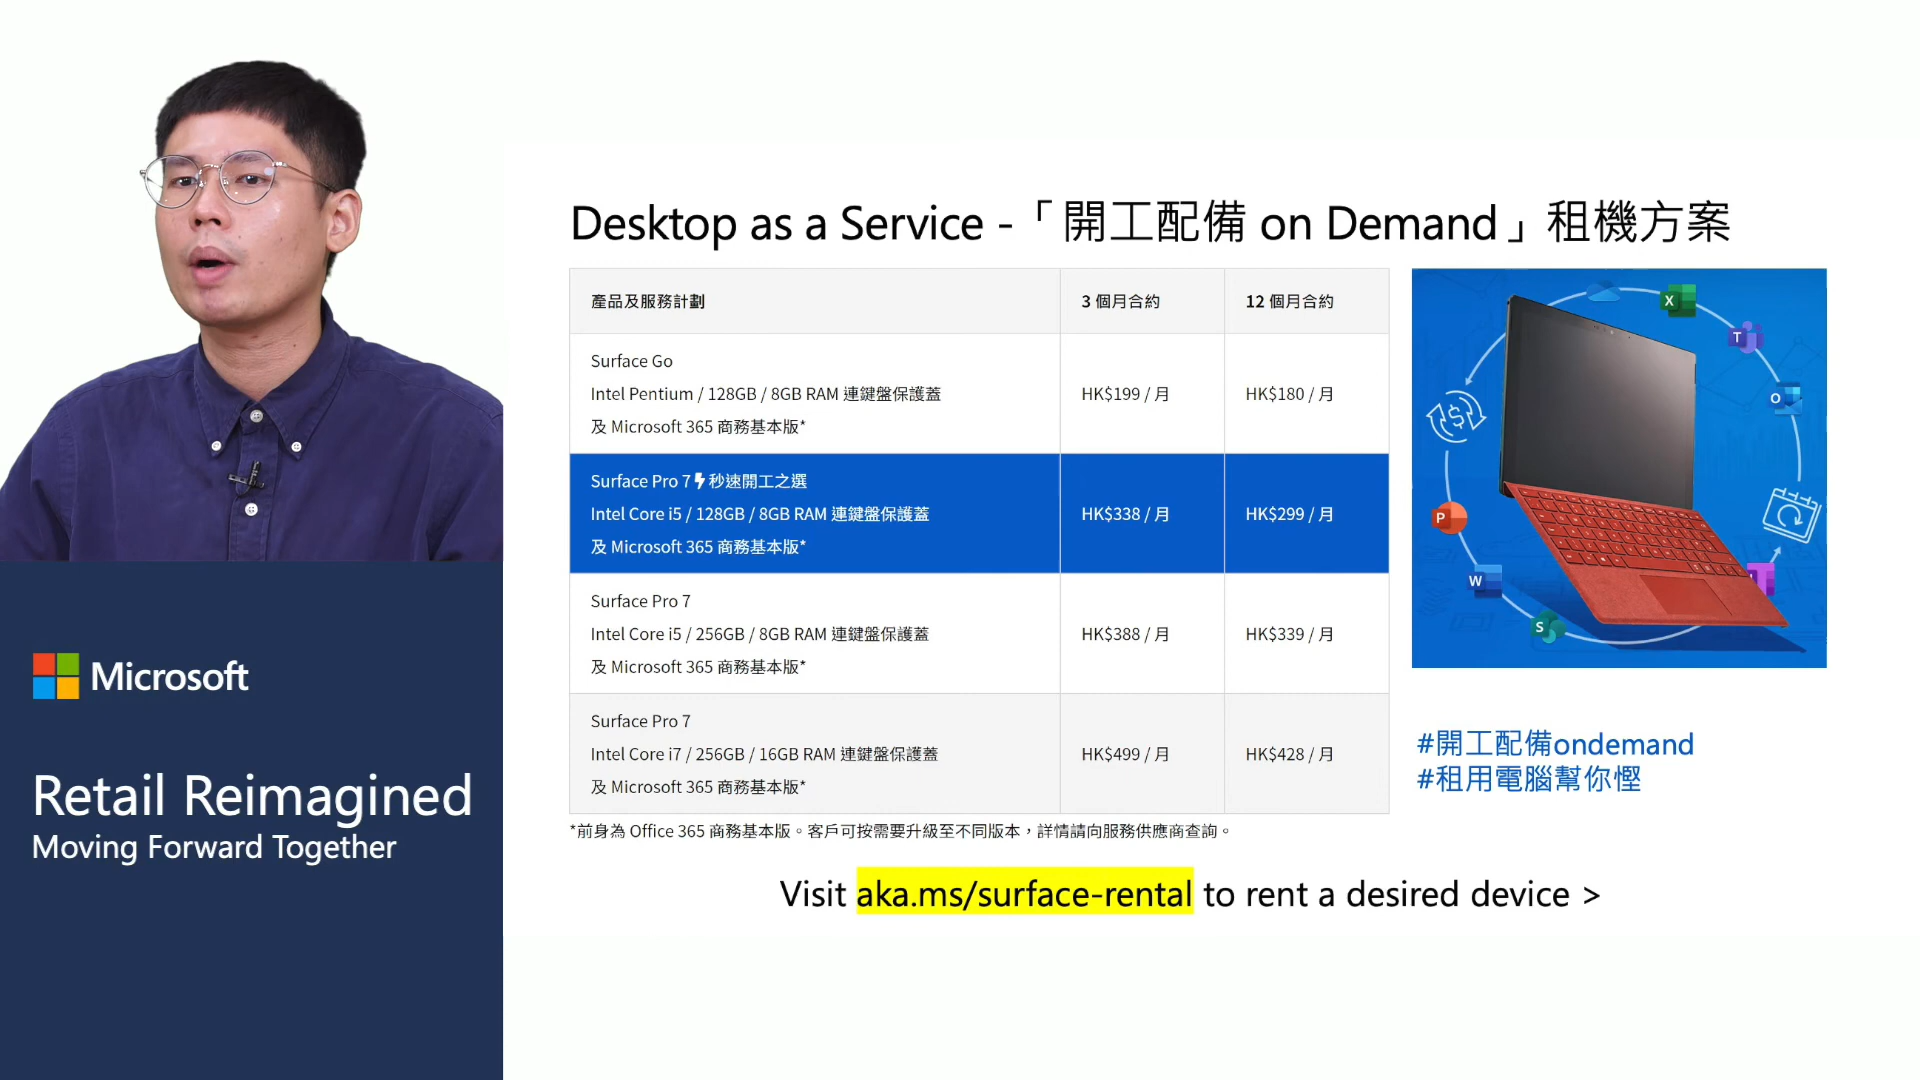 Desktop as a Service -「開工配備 on Demand」租機方案
產品及服務計劃
3 個月合約
12 個月合約
Surface Go
Intel Pentium / 128GB / 8GB RAM 連鍵盤保護蓋
及 Microsoft 365 商務基本版*
HK$199 / 月
HK$180 / 月
Surface Pro 7 秒速開工之選
Intel Core i5 / 128GB / 8GB RAM 連鍵盤保護蓋
及 Microsoft 365 商務基本版*
HK$338 / 月
HK$299 / 月
Surface Pro 7
Intel Core i5 / 256GB / 8GB RAM 連鍵盤保護蓋
及 Microsoft 365 商務基本版*
HK$388 / 月
HK$339 / 月
Surface Pro 7
Intel Core i7 / 256GB / 16GB RAM 連鍵盤保護蓋
及 Microsoft 365 商務基本版*
HK$499 / 月
HK$428 / 月
*前身為 Office 365 商務基本版。客戶可按需要升級至不同版本，詳情請向服務供應商查詢。
X
T
O
$
P
W
S
#開工配備ondemand
#租用電腦幫你慳
Visit aka.ms/surface-rental to rent a desired device >
Microsoft
Retail Reimagined
Moving Forward Together